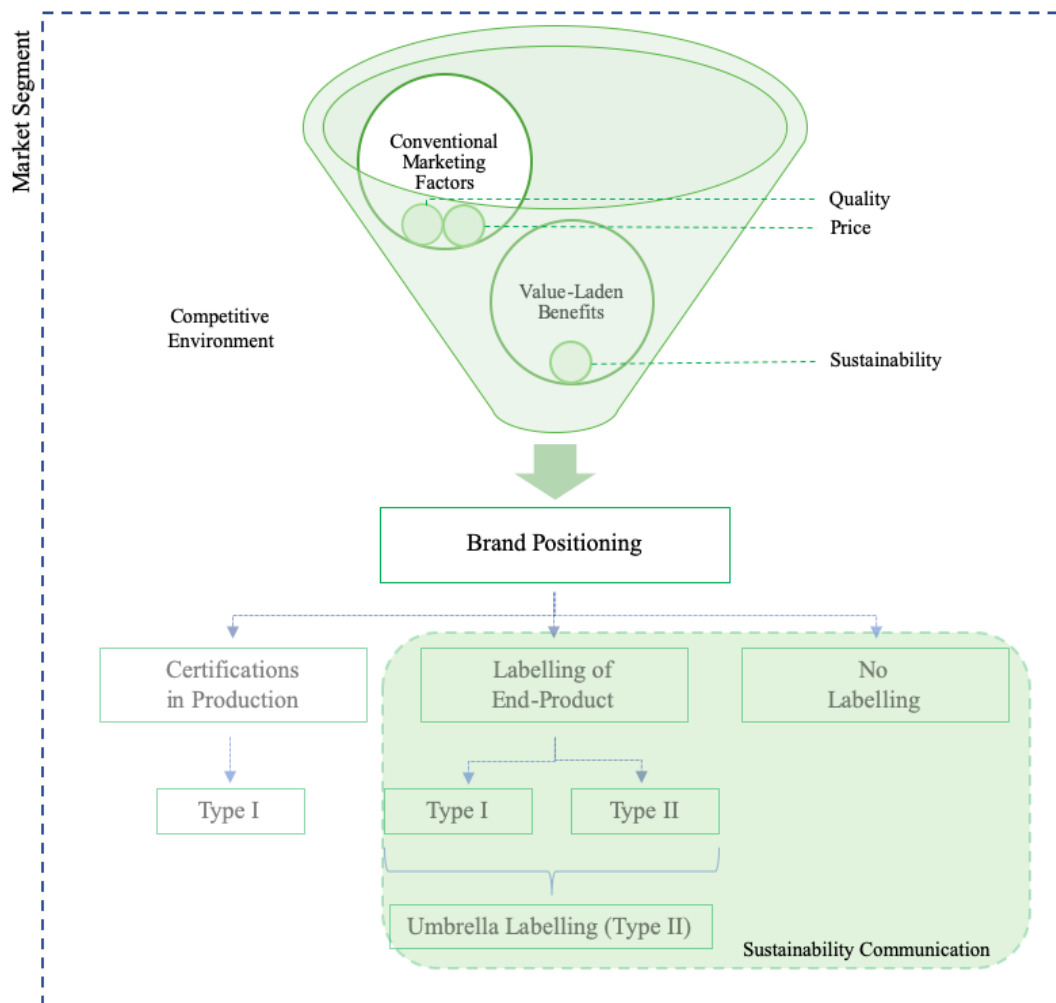 Market Segment
Conventional
Marketing
Factors
Quality
Price
Value-Laden
Benefits
Competitive
Environment
Sustainability
Brand Positioning
Certifications
in Production
Labelling of
End-Product
No
Labelling
Type I
Type I
Type II
Umbrella Labelling (Type II)
Sustainability Communication